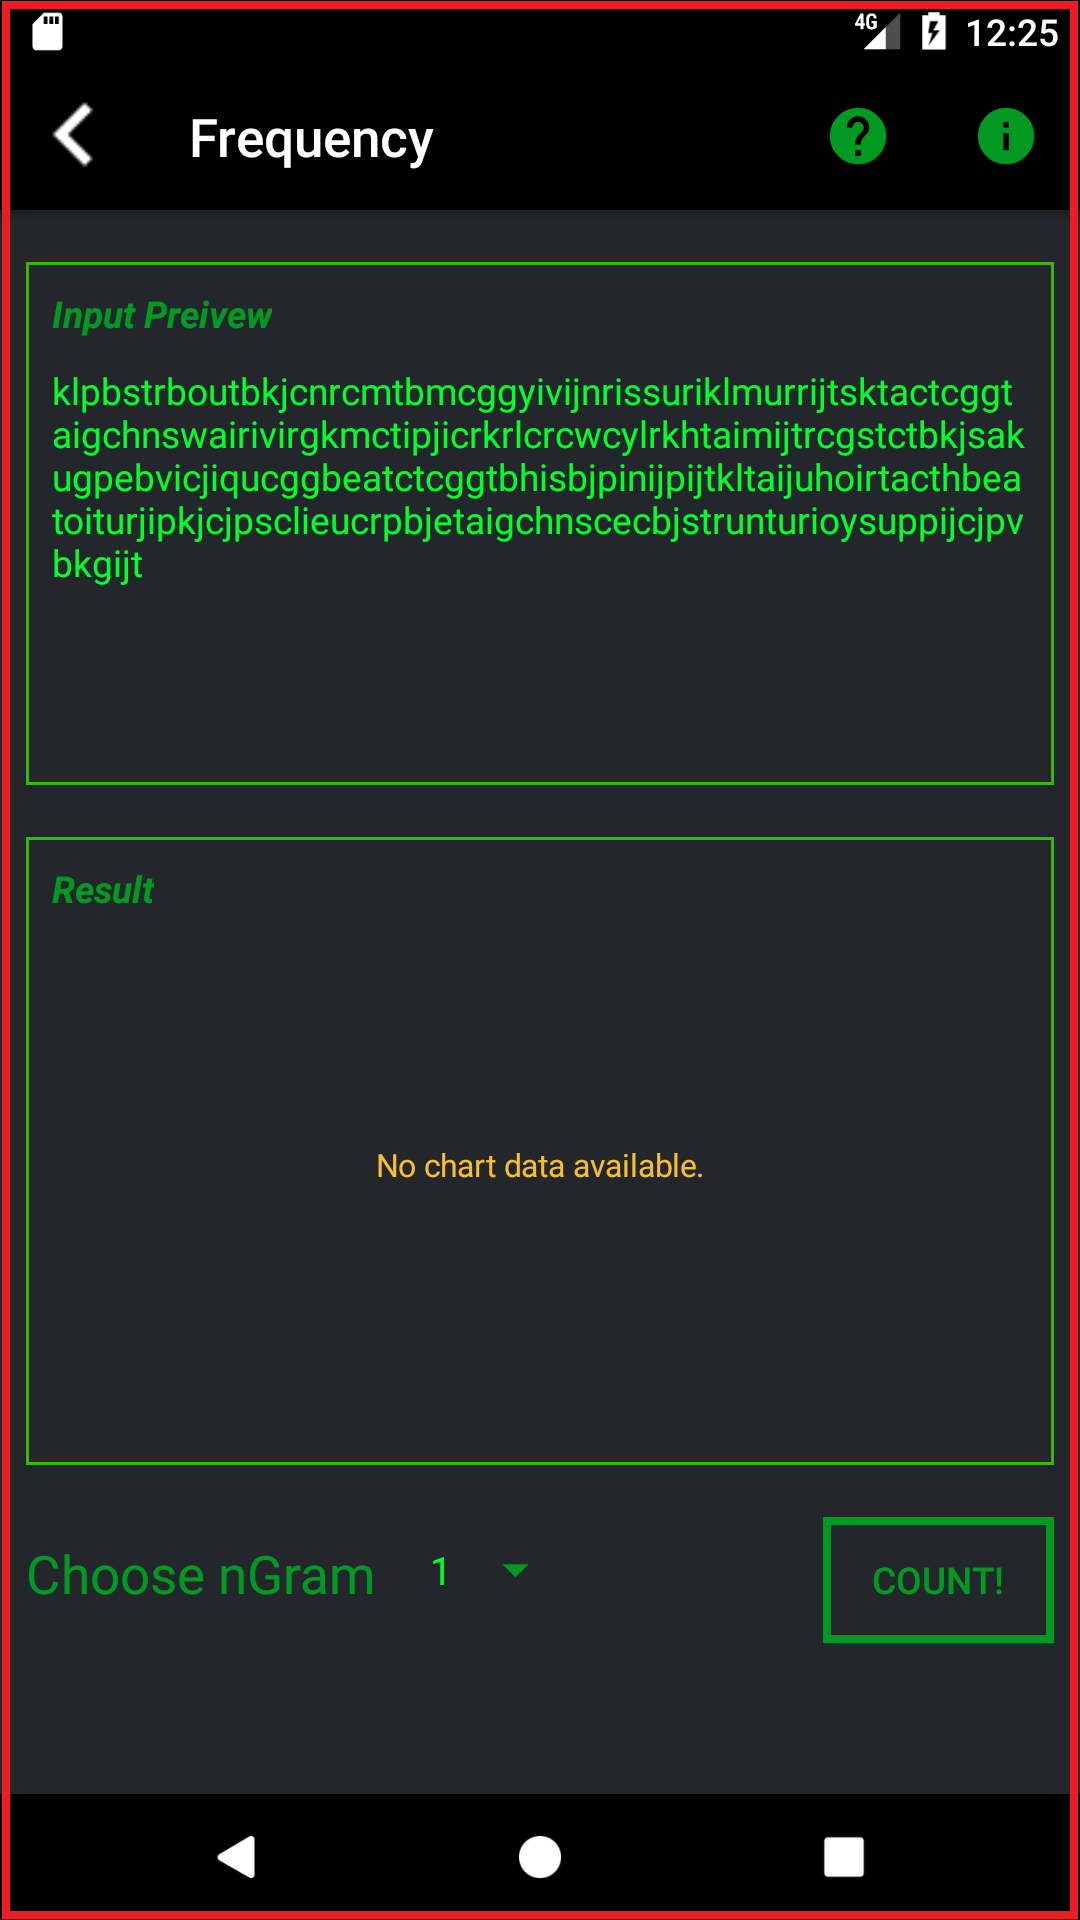 4G 12:25
Frequency
Input Preivew
klpbstrboutbkjcnrcmtbmcggyivijnrissuriklmurrijtsktactcggt
aigchnswairivirgkmctipjicrkrlcrcwcylrkhtaimijtrcgstctbkjsak
ugpebvicjiqucggbeatctcggtbhisbjpinijpijtkltaijuhoirtacthbea
toiturjipkjcjpsclieucrpbjetaigchnscecbjstrunturioysuppijcjpv
bkgijt
Result
No chart data available.
Choose nGram 1
COUNT!